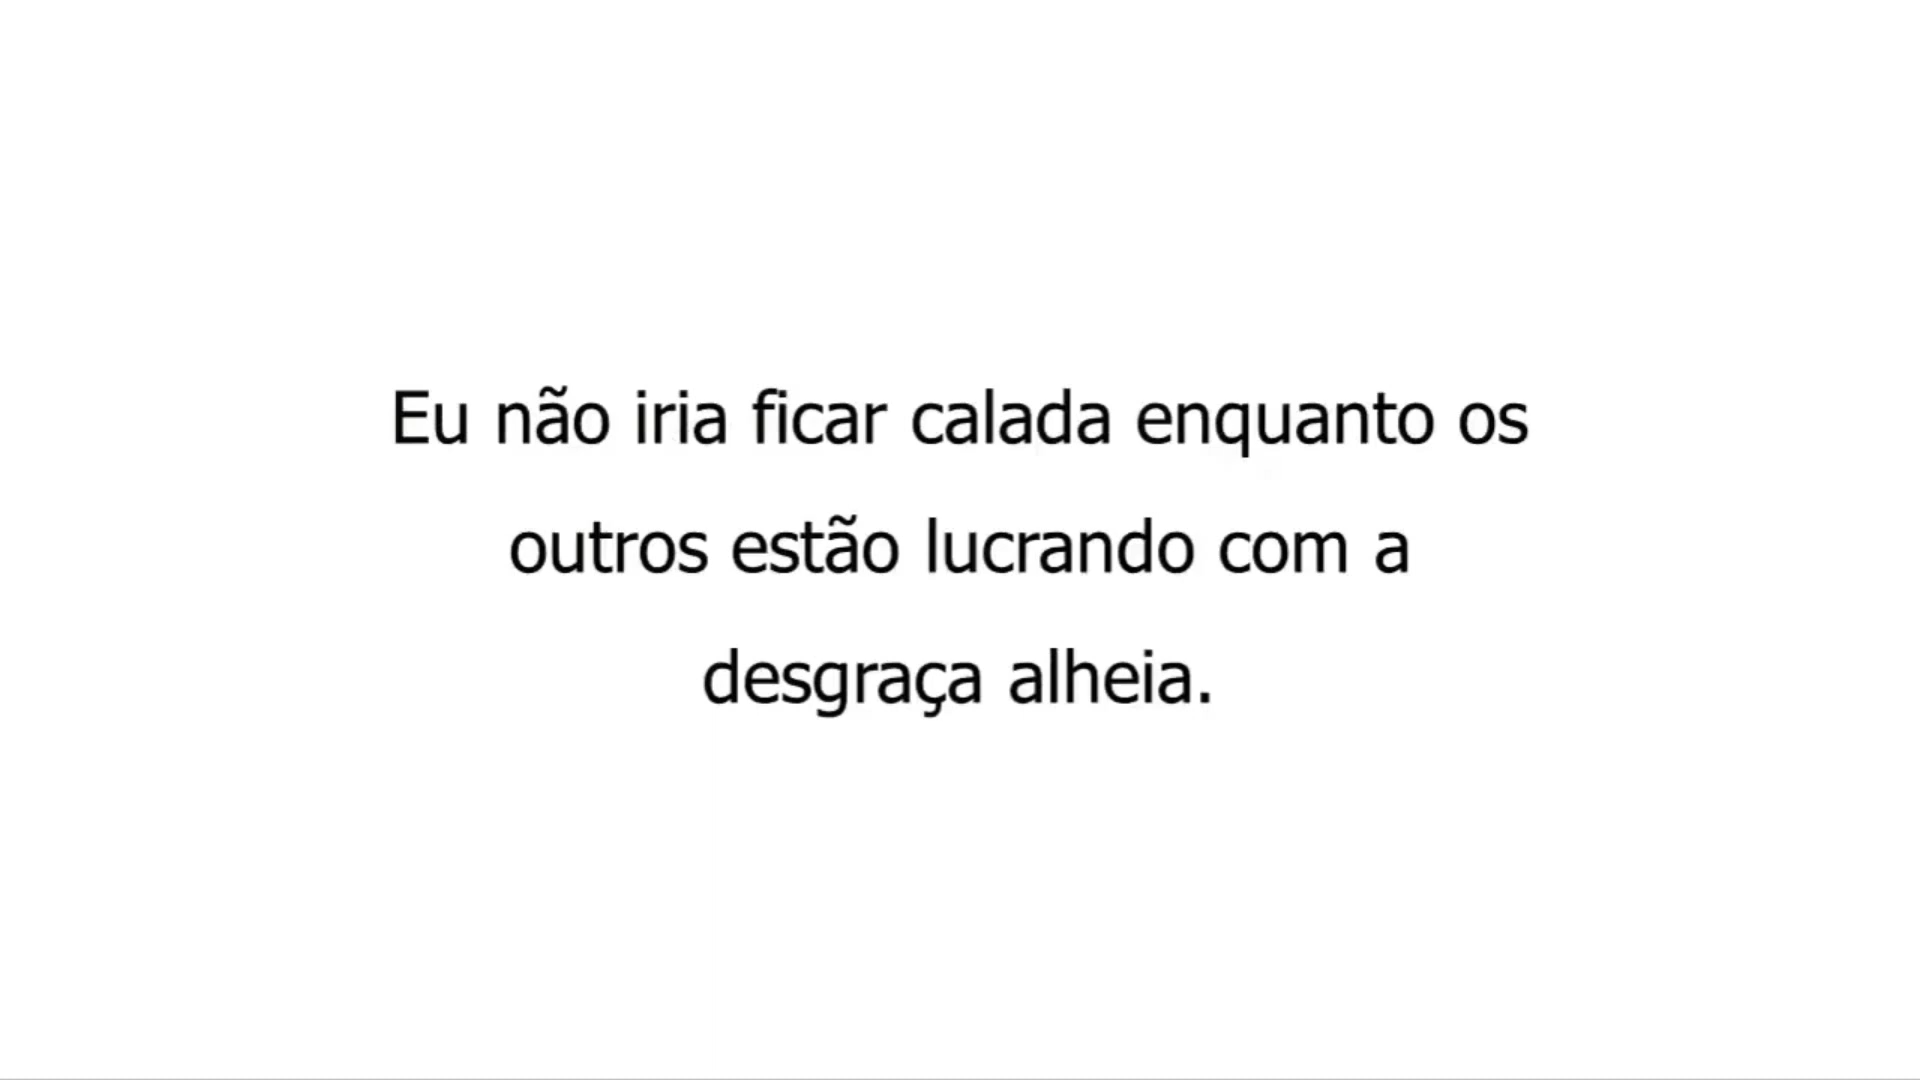 Eu não iria ficar calada enquanto os
outros estão lucrando com a
desgraça alheia.